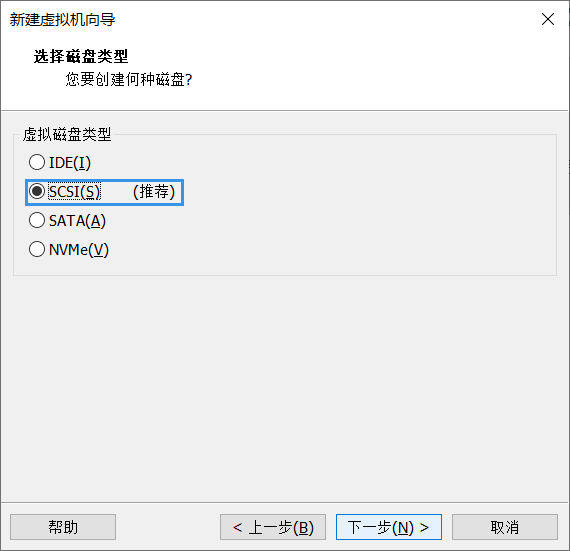 新建虚拟机向导
选择磁盘类型
您要创建何种磁盘?
虚拟磁盘类型
IDE(I)
SCSI(S) (推荐)
SATA(A)
NVMe(V)
帮助 < 上一步(B) 下一步(N) > 取消